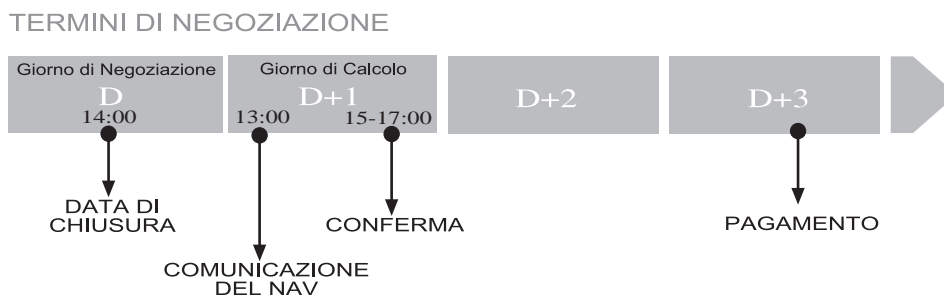 TERMINI DI NEGOZIAZIONE
Giorno di Negoziazione
D
14:00
Giorno di Calcolo
D+1
13:00 15-17:00
D+2
D+3
DATA DI
CHIUSURA
COMUNICAZIONE
DEL NAV
CONFERMA
PAGAMENTO